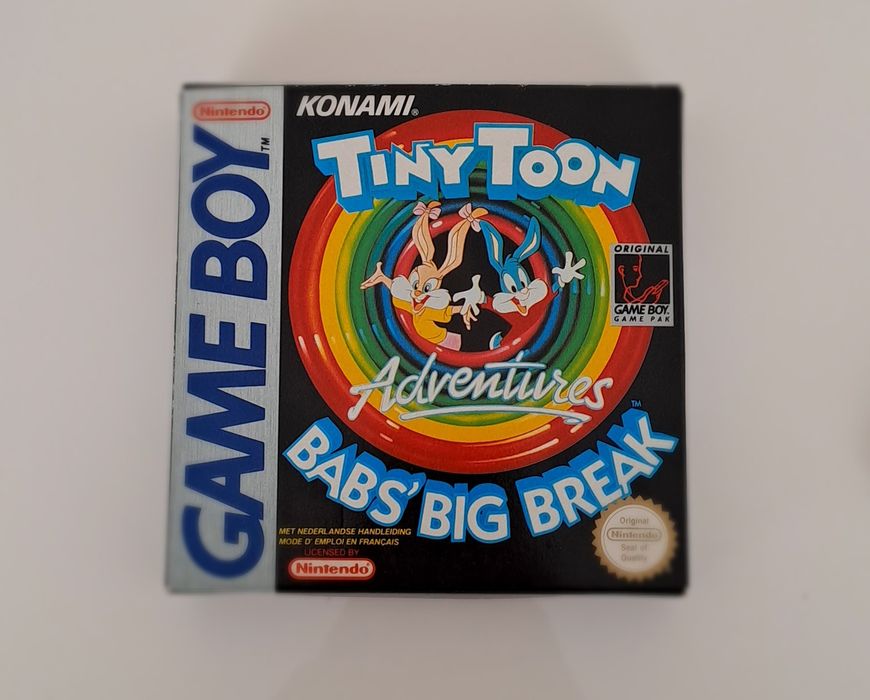 Nintendo
GAME BOY™
KONAMI®
TINY TOON
Adventures
™
BABS' BIG BREAK
ORIGINAL
GAME BOY
GAME PAK
MET NEDERLANDSE HANDLEIDING
MODE D' EMPLOI EN FRANÇAIS
LICENSED BY
Nintendo
Original
Nintendo
Seal of
Quality